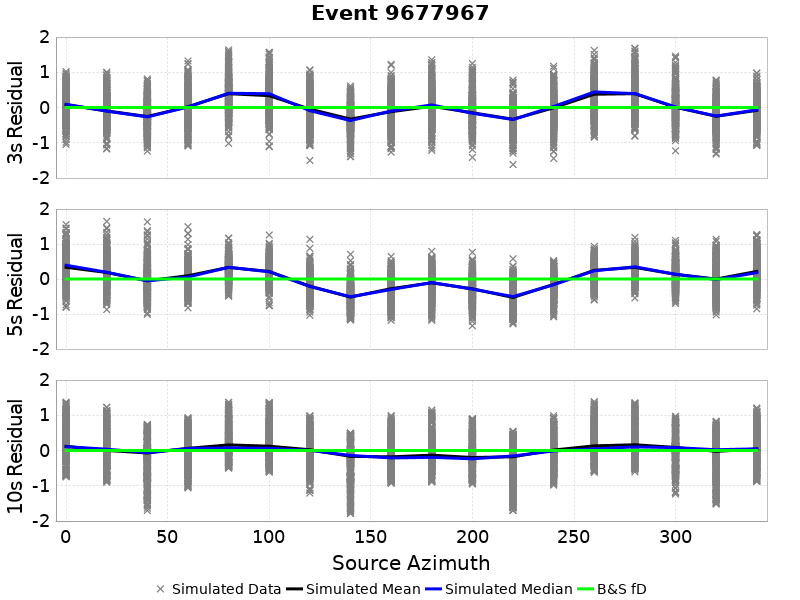 Event 9677967
3s Residual
2
1
0
-1
-2
5s Residual
2
1
0
-1
-2
10s Residual
2
1
0
-1
-2
0 50 100 150 200 250 300
Source Azimuth
Simulated Data Simulated Mean Simulated Median B&S fD